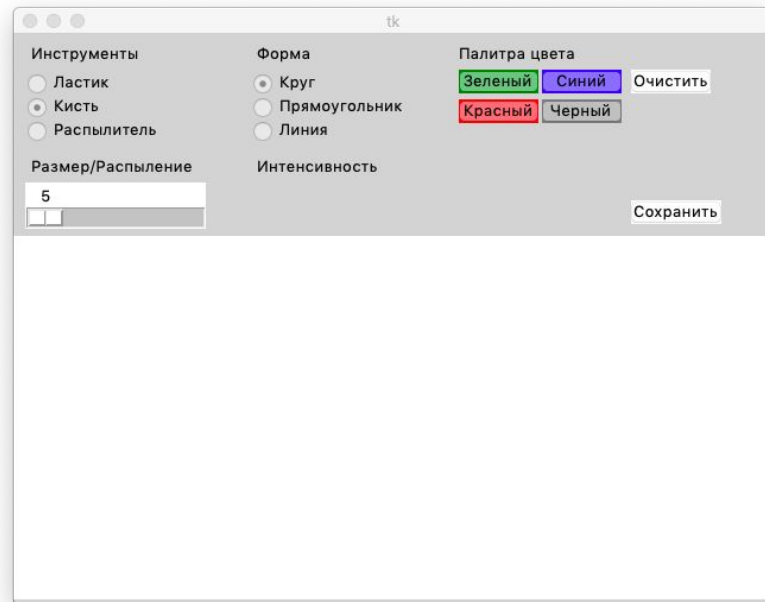 tk
Инструменты Форма Палитра цвета
Ластик Круг Зеленый Синий Очистить
Кисть Прямоугольник Красный Черный
Распылитель Линия
Размер/Распыление Интенсивность
5
Сохранить